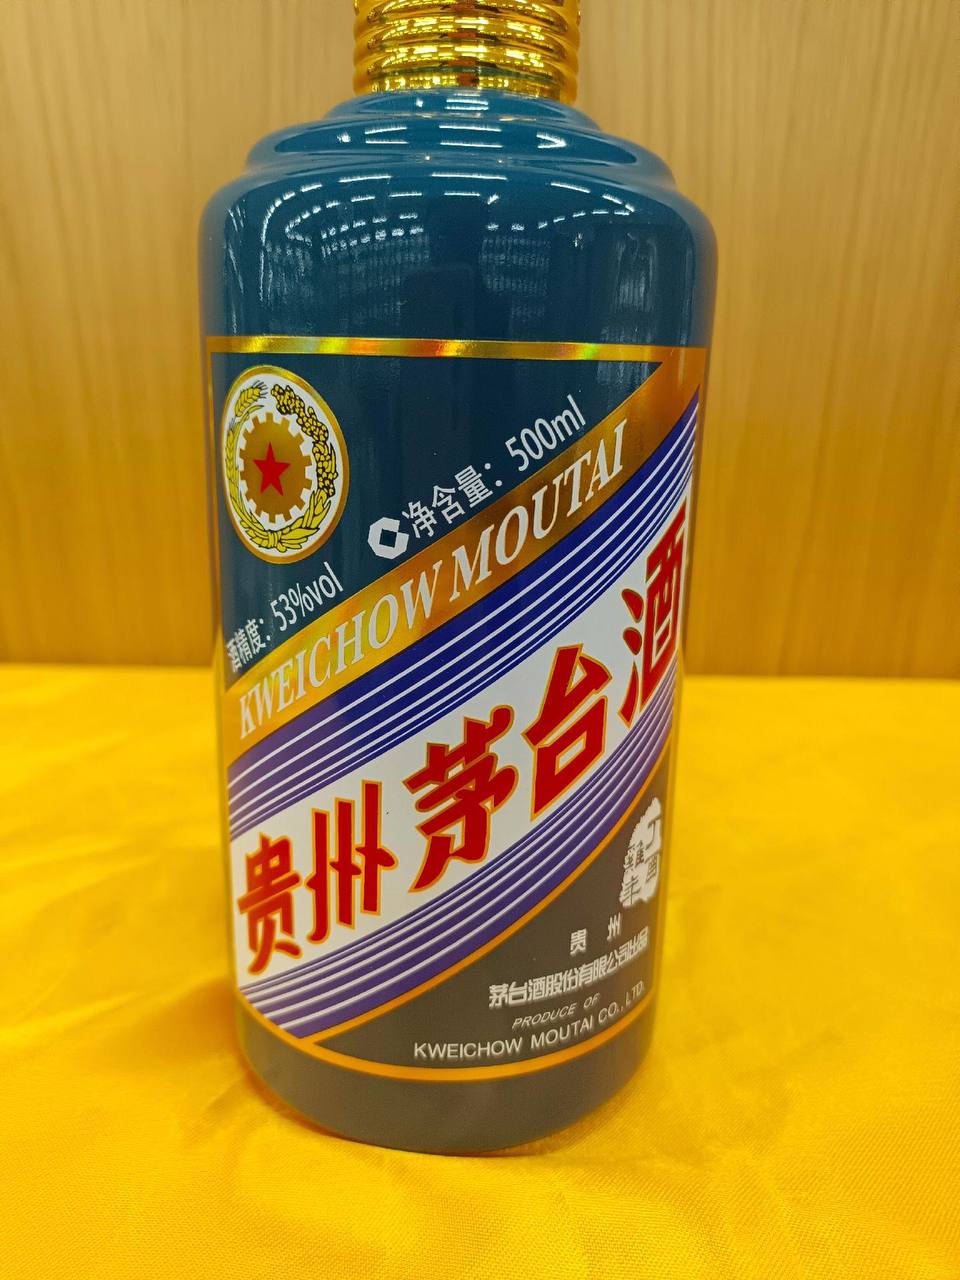 净含量：500ml
酒精度：53%vol
KWEICHOW MOUTAI
贵州茅台酒
贵 州
茅台酒股份有限公司出品
PRODUCE OF
KWEICHOW MOUTAI CO., LTD.